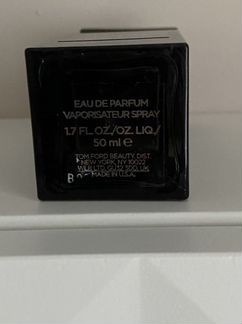 EAU DE PARFUM
VAPORISATEUR SPRAY
1.7 FL.OZ./OZ. LIQ./
50 ml ℮
TOM FORD BEAUTY, DIST.
NEW YORK, NY 10022
MADE IN U.S.A.